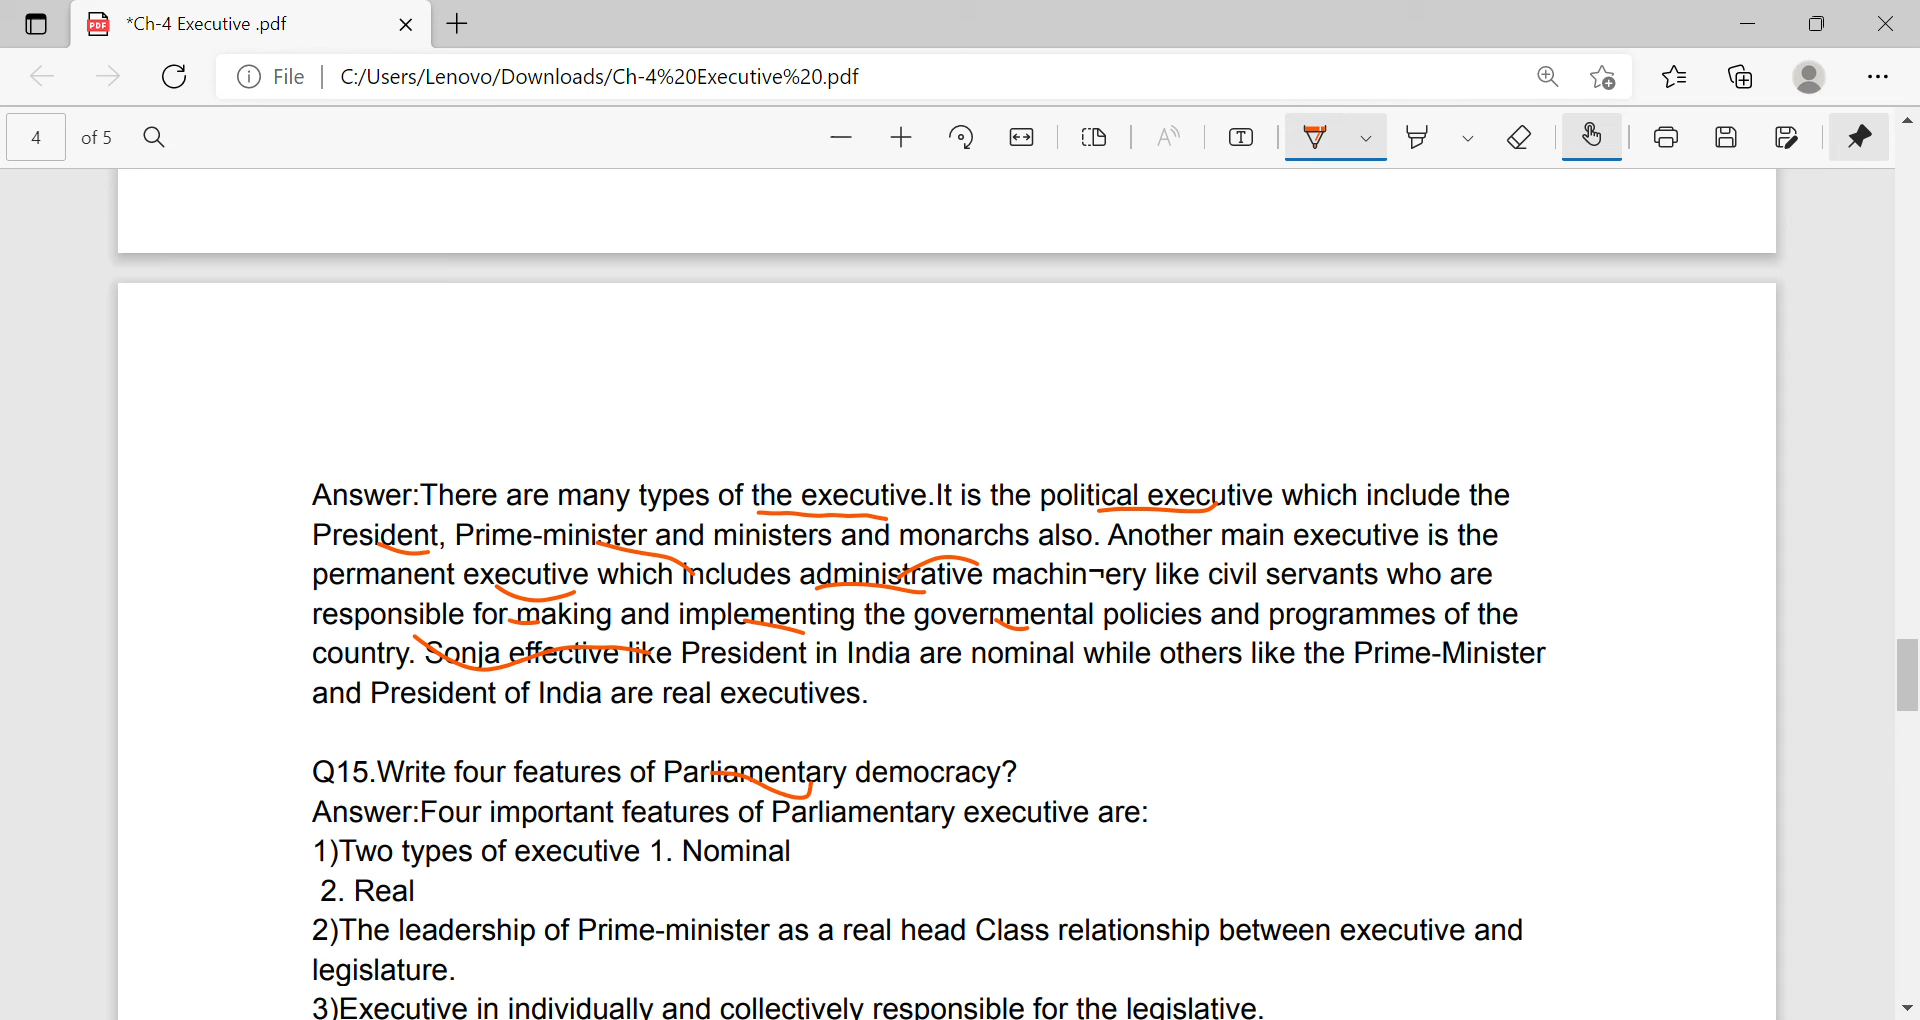 *Ch-4 Executive .pdf
File C:/Users/Lenovo/Downloads/Ch-4%20Executive%20.pdf
4 of 5
Answer:There are many types of the executive.It is the political executive which include the
President, Prime-minister and ministers and monarchs also. Another main executive is the
permanent executive which includes administrative machin¬ery like civil servants who are
responsible for making and implementing the governmental policies and programmes of the
country. Sonja effective like President in India are nominal while others like the Prime-Minister
and President of India are real executives.
Q15.Write four features of Parliamentary democracy?
Answer:Four important features of Parliamentary executive are:
1)Two types of executive 1. Nominal
2. Real
2)The leadership of Prime-minister as a real head Class relationship between executive and
legislature.
3)Executive in individually and collectively responsible for the legislative.